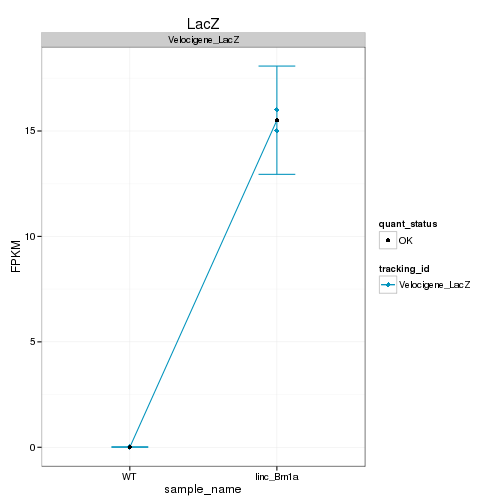 LacZ
Velocigene_LacZ
15
10
5
0
FPKM
WT
linc_Brn1a
sample_name
quant_status
OK
tracking_id
Velocigene_LacZ